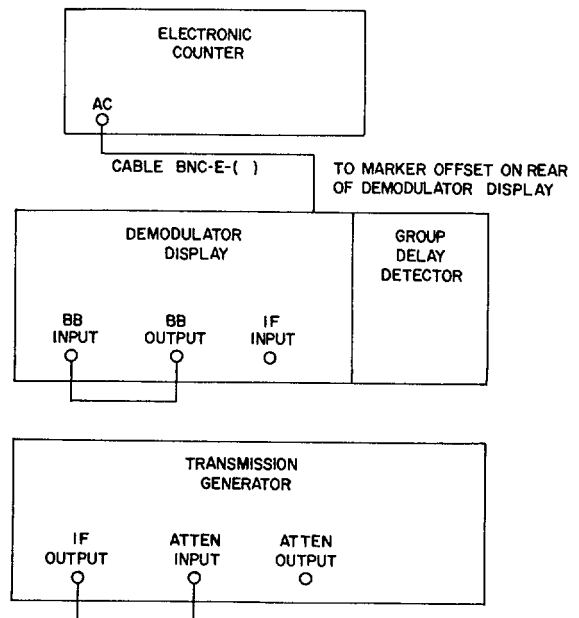 ELECTRONIC
COUNTER
AC
CABLE BNC-E-( )
TO MARKER OFFSET ON REAR
OF DEMODULATOR DISPLAY
DEMODULATOR
DISPLAY
GROUP
DELAY
DETECTOR
BB
INPUT
BB
OUTPUT
IF
INPUT
TRANSMISSION
GENERATOR
IF
OUTPUT
ATTEN
INPUT
ATTEN
OUTPUT